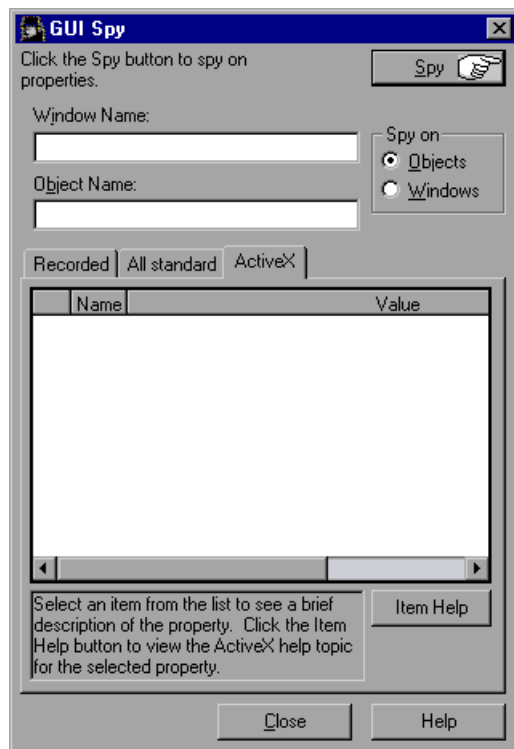 GUI Spy
Click the Spy button to spy on
properties.
Spy
Window Name:
Object Name:
Spy on
Objects
Windows
Recorded All standard ActiveX
Name Value
Select an item from the list to see a brief
description of the property. Click the Item
Help button to view the ActiveX help topic
for the selected property.
Item Help
Close Help